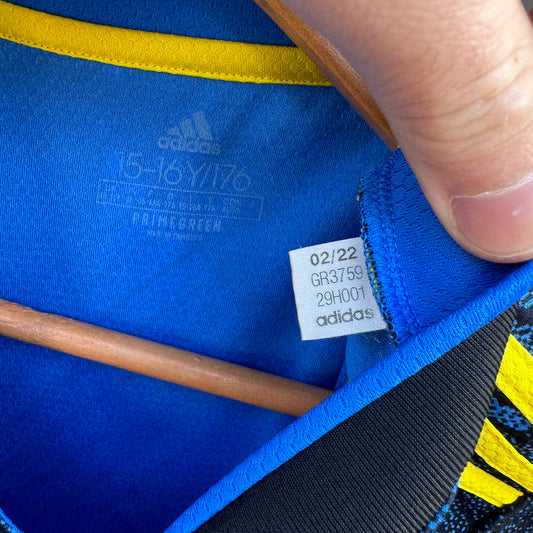 adidas
15-16Y/176
PRIMEGREEN
02/22
GR3759
29H001
adidas